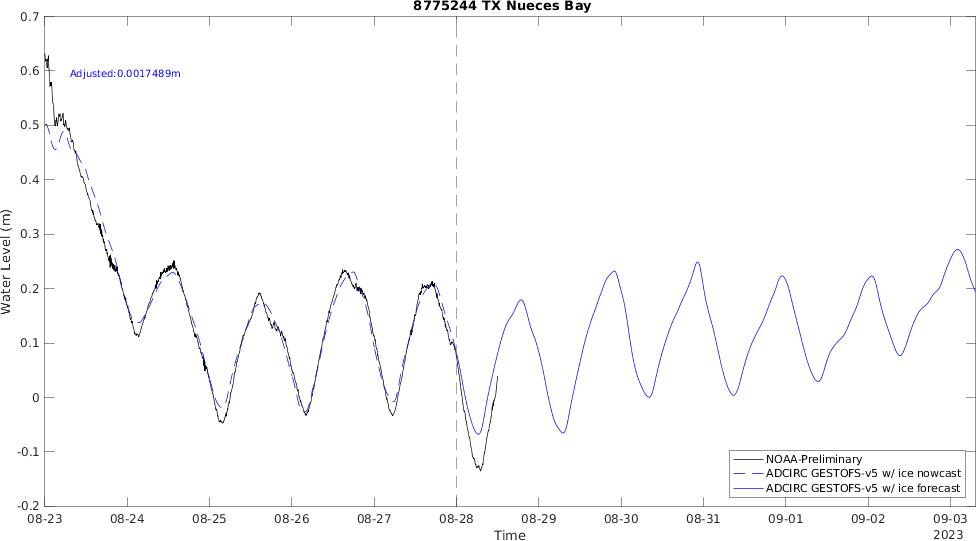 8775244 TX Nueces Bay
0.7
0.6
0.5
0.4
0.3
0.2
0.1
0
-0.1
-0.2
Water Level (m)
Adjusted:0.0017489m
NOAA-Preliminary
ADCIRC GESTOFS-v5 w/ ice nowcast
ADCIRC GESTOFS-v5 w/ ice forecast
08-23 08-24 08-25 08-26 08-27 08-28 08-29 08-30 08-31 09-01 09-02 09-03
Time
2023